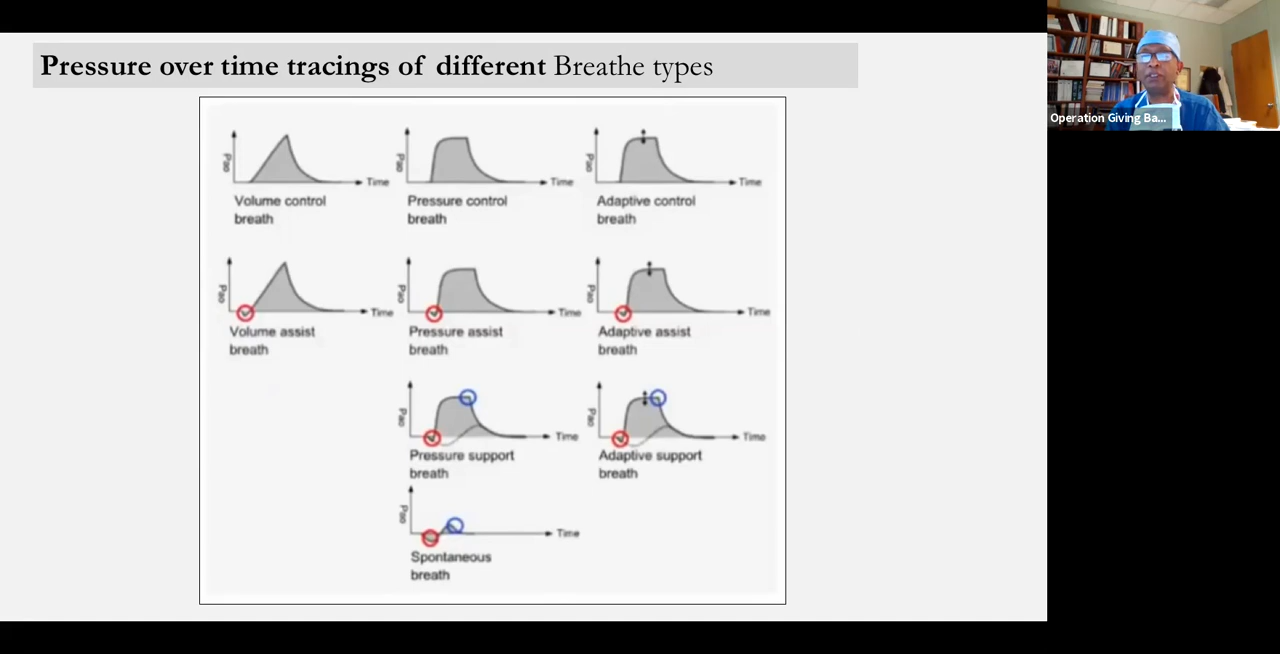 Pressure over time tracings of different Breathe types
Operation Giving Ba...
Pao
Time
Pao
Time
Pao
Time
Volume control
breath
Pressure control
breath
Adaptive control
breath
Pao
Time
Pao
Time
Pao
Time
Volume assist
breath
Pressure assist
breath
Adaptive assist
breath
Pao
Time
Pao
Time
Pressure support
breath
Adaptive support
breath
Pao
Time
Spontaneous
breath